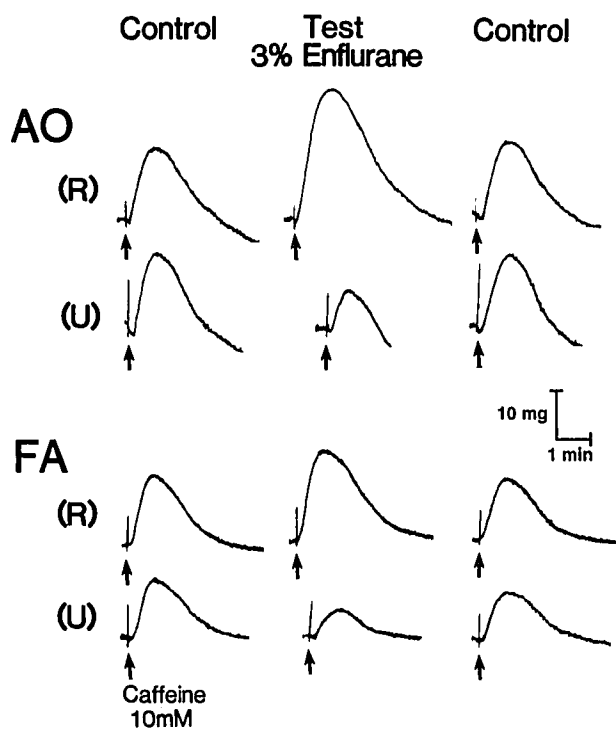 Control
Test
3% Enflurane
Control
AO
(R)
(U)
10 mg
1 min
FA
(R)
(U)
Caffeine
10mM